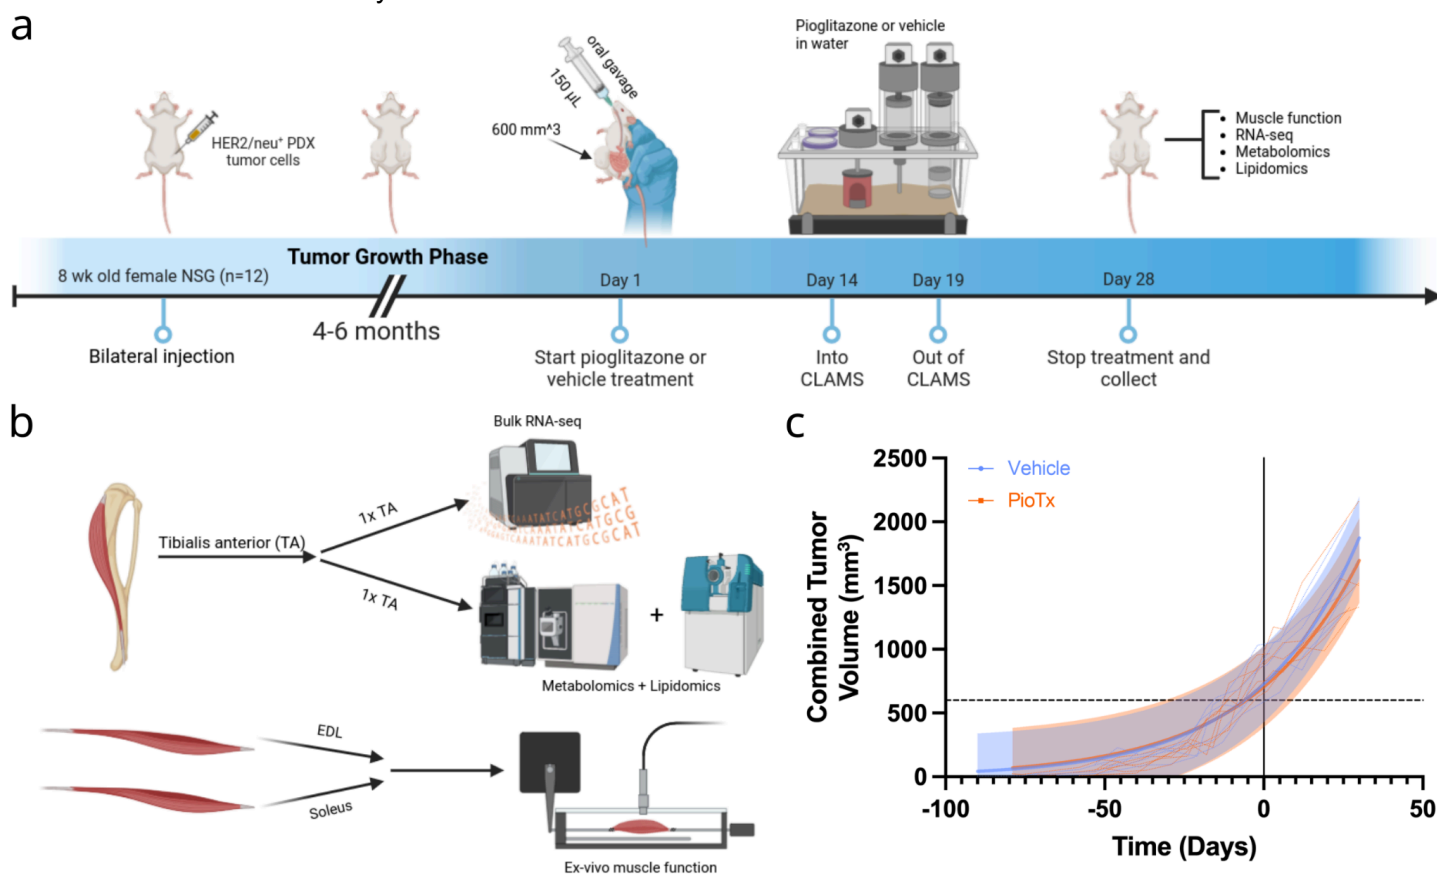 a
HER2/neu⁺ PDX
tumor cells
600 mm^3
150 µL
oral gavage
Pioglitazone or vehicle
in water
• Muscle function
• RNA-seq
• Metabolomics
• Lipidomics
Tumor Growth Phase
8 wk old female NSG (n=12)
Day 1
Day 14
Day 19
Day 28
4-6 months
Bilateral injection
Start pioglitazone or
vehicle treatment
Into
CLAMS
Out of
CLAMS
Stop treatment and
collect
b
Bulk RNA-seq
Tibialis anterior (TA)
1x TA
1x TA
+
Metabolomics + Lipidomics
EDL
Soleus
Ex-vivo muscle function
c
Vehicle
PioTx
Combined Tumor
Volume (mm³)
2500
2000
1500
1000
500
0
-100
-50
0
50
Time (Days)